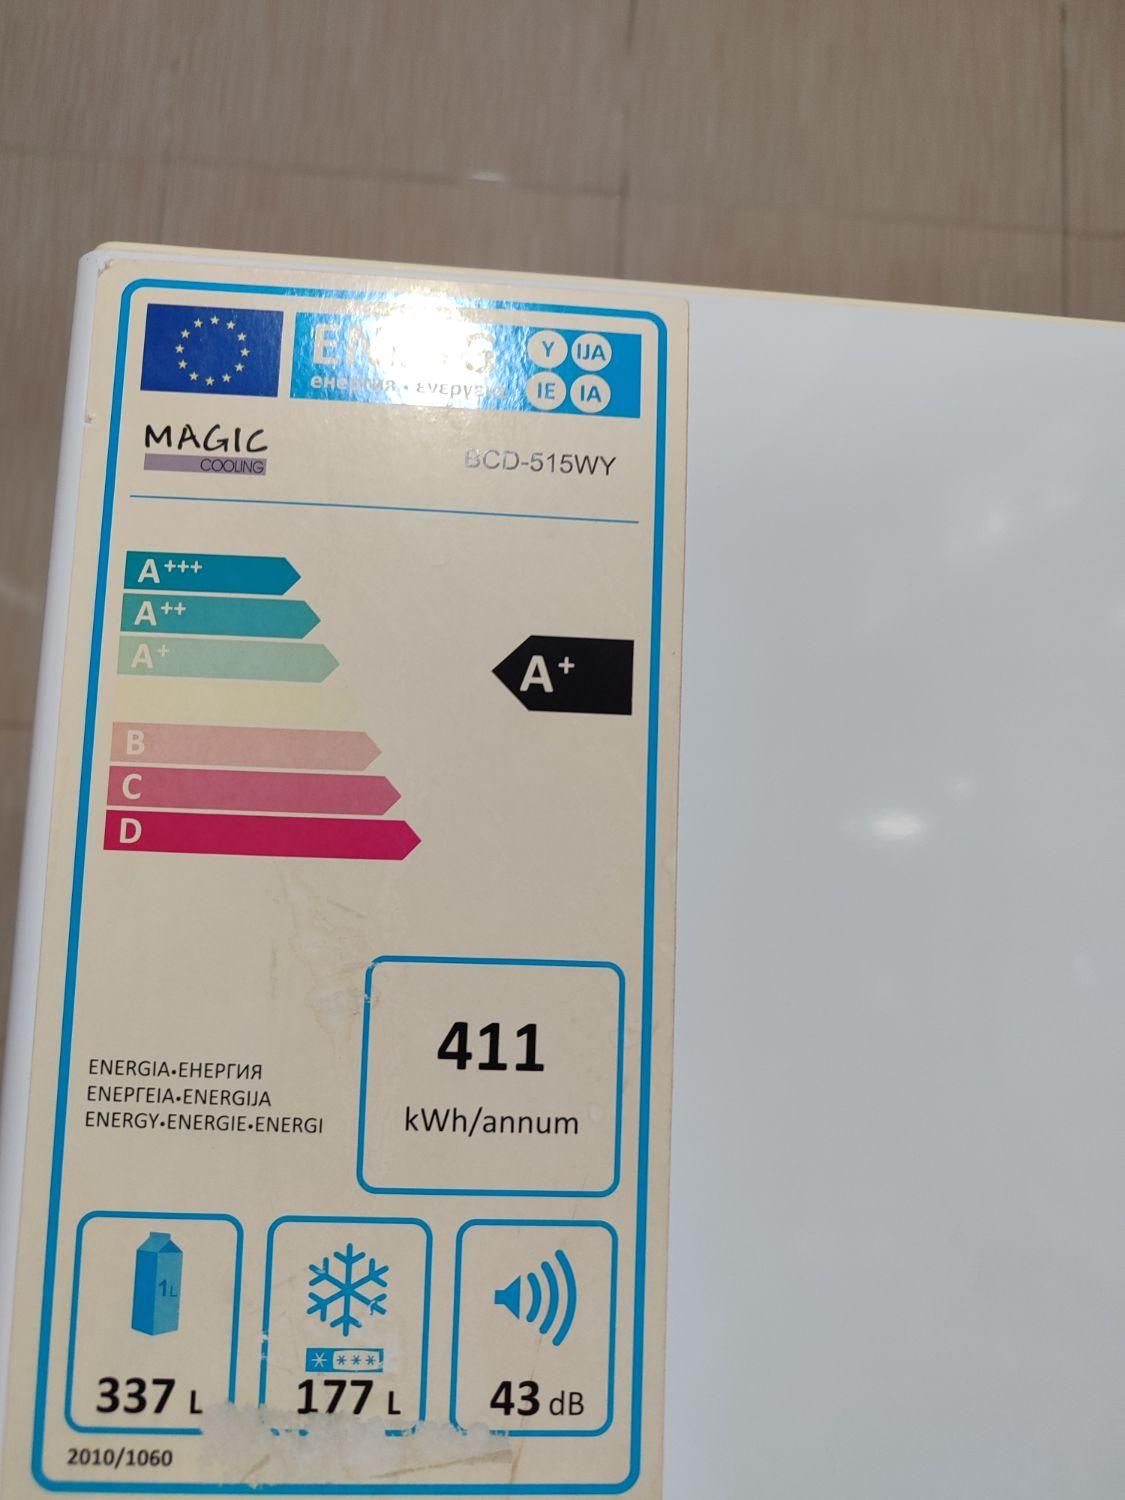 Y IJA
енергия · ενεργεια IE IA
MAGIC
COOLING
BCD-515WY
A+++
A++
A+
A+
B
C
D
411
kWh/annum
ENERGIA·ЕНЕРГИЯ
ΕΝΕΡΓΕΙΑ·ENERGIJA
ENERGY·ENERGIE·ENERGI
1L
337 L
177 L
43 dB
2010/1060